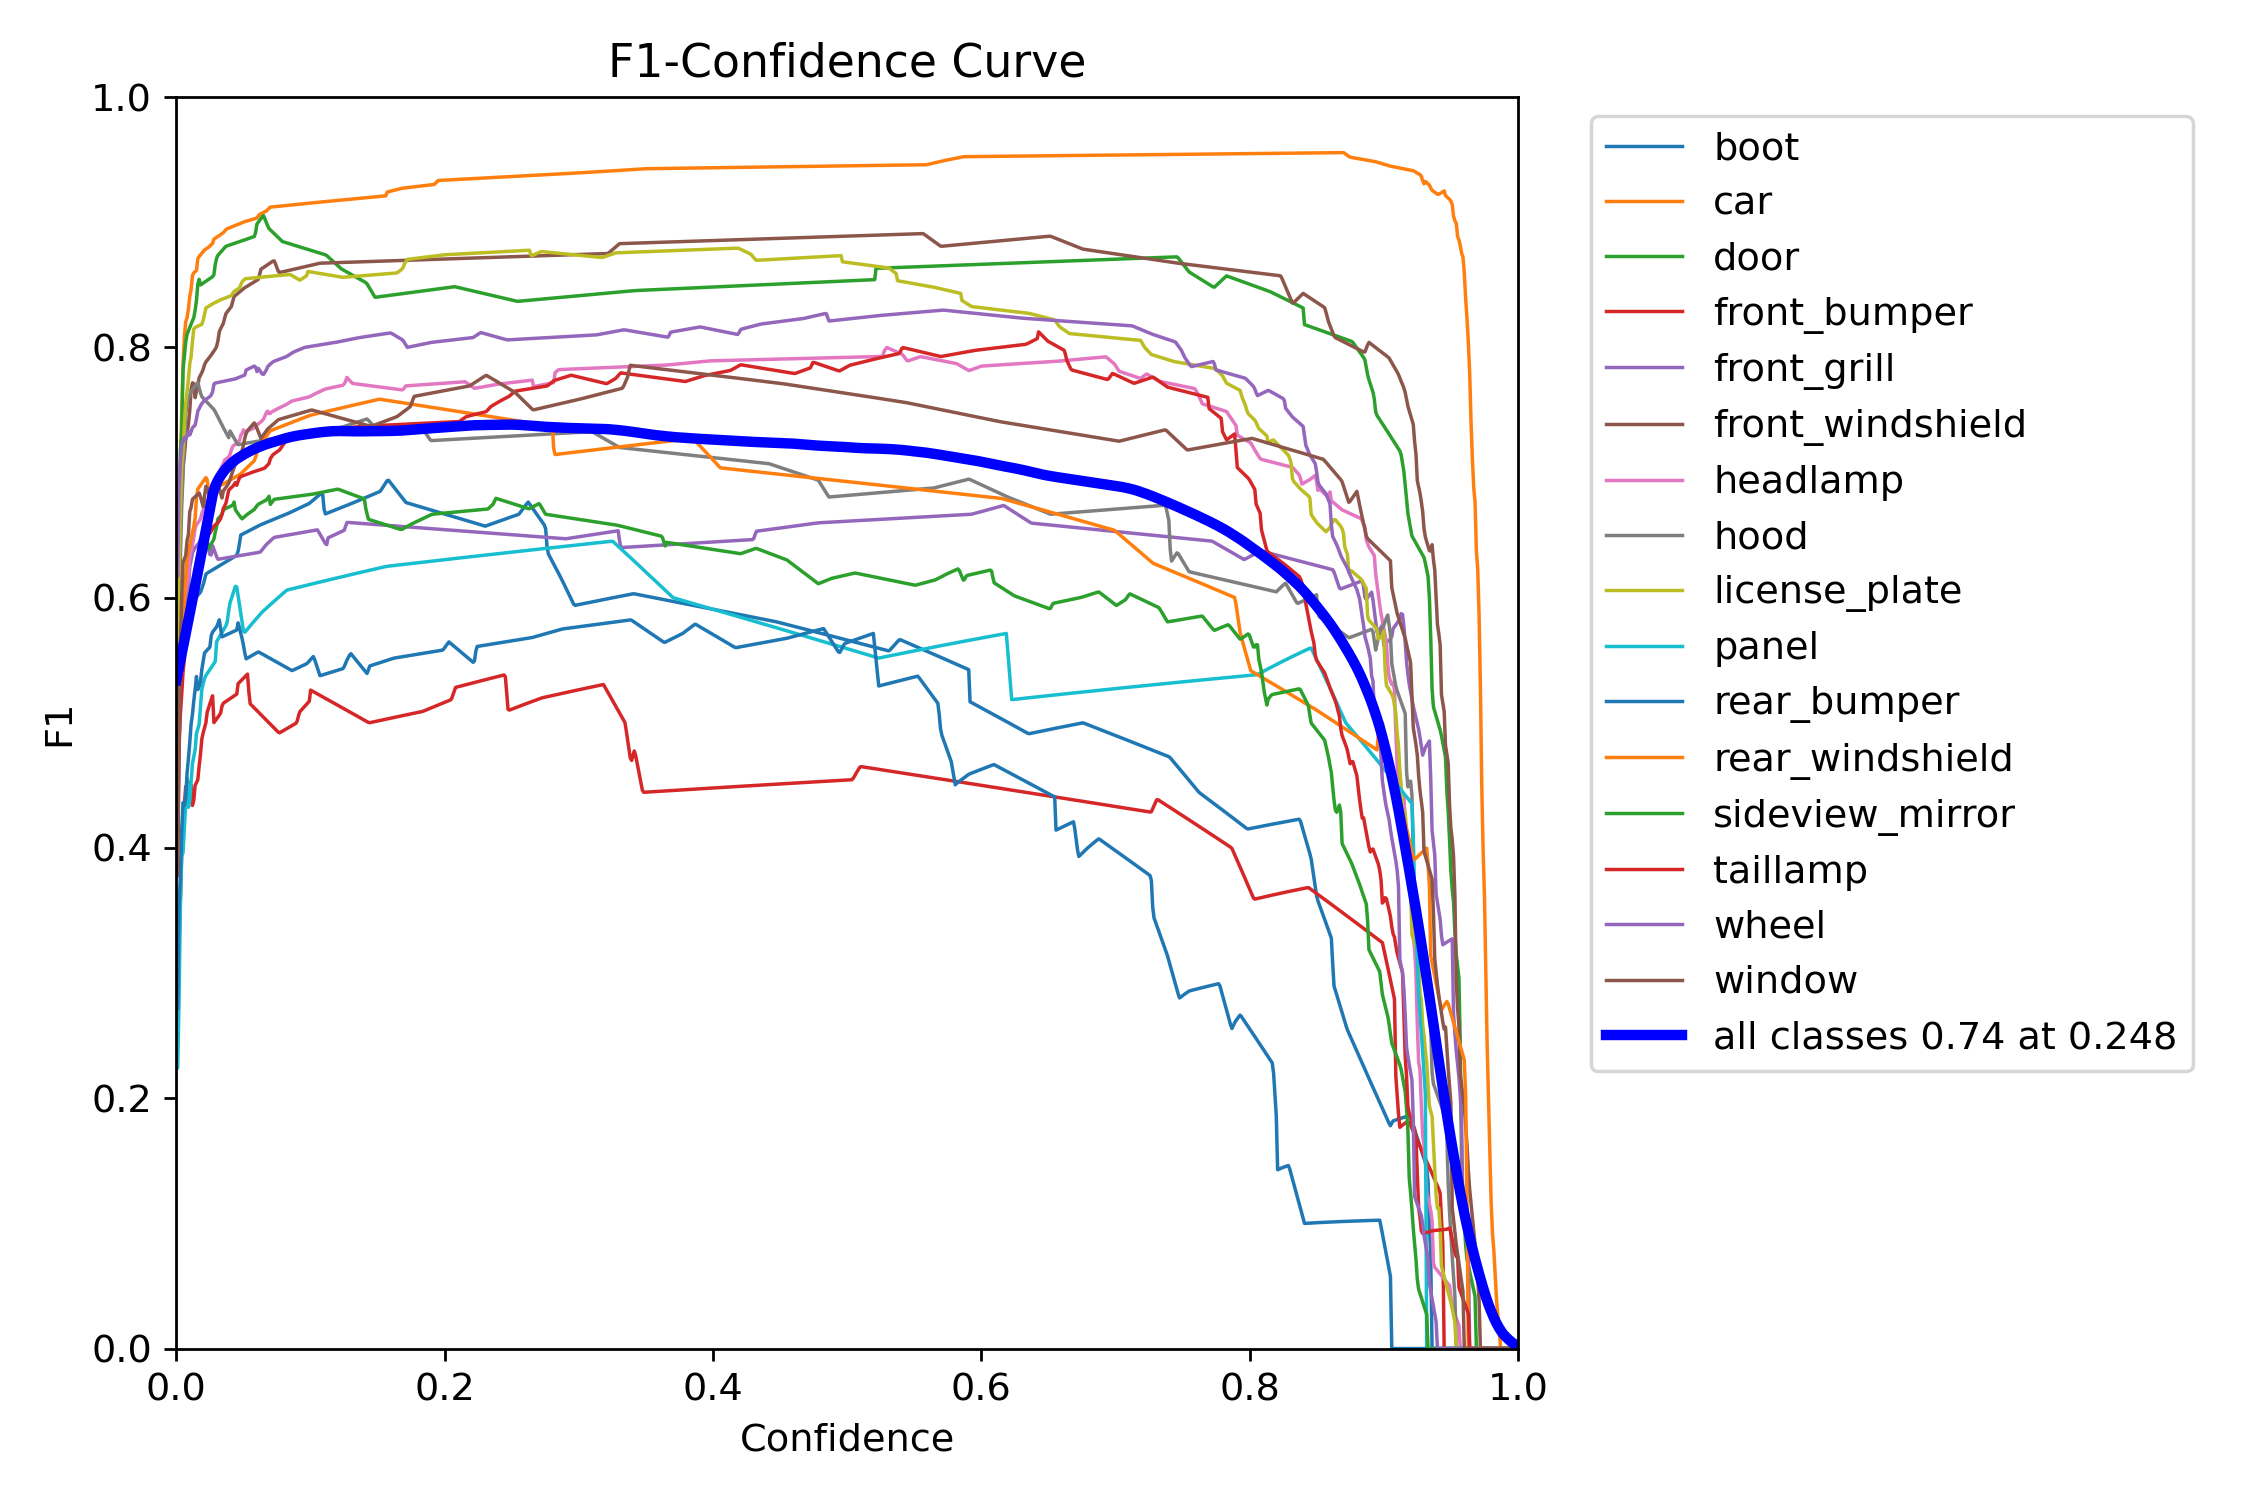 F1-Confidence Curve
1.0
0.8
0.6
0.4
0.2
0.0
F1
0.0 0.2 0.4 0.6 0.8 1.0
Confidence
boot
car
door
front_bumper
front_grill
front_windshield
headlamp
hood
license_plate
panel
rear_bumper
rear_windshield
sideview_mirror
taillamp
wheel
window
all classes 0.74 at 0.248